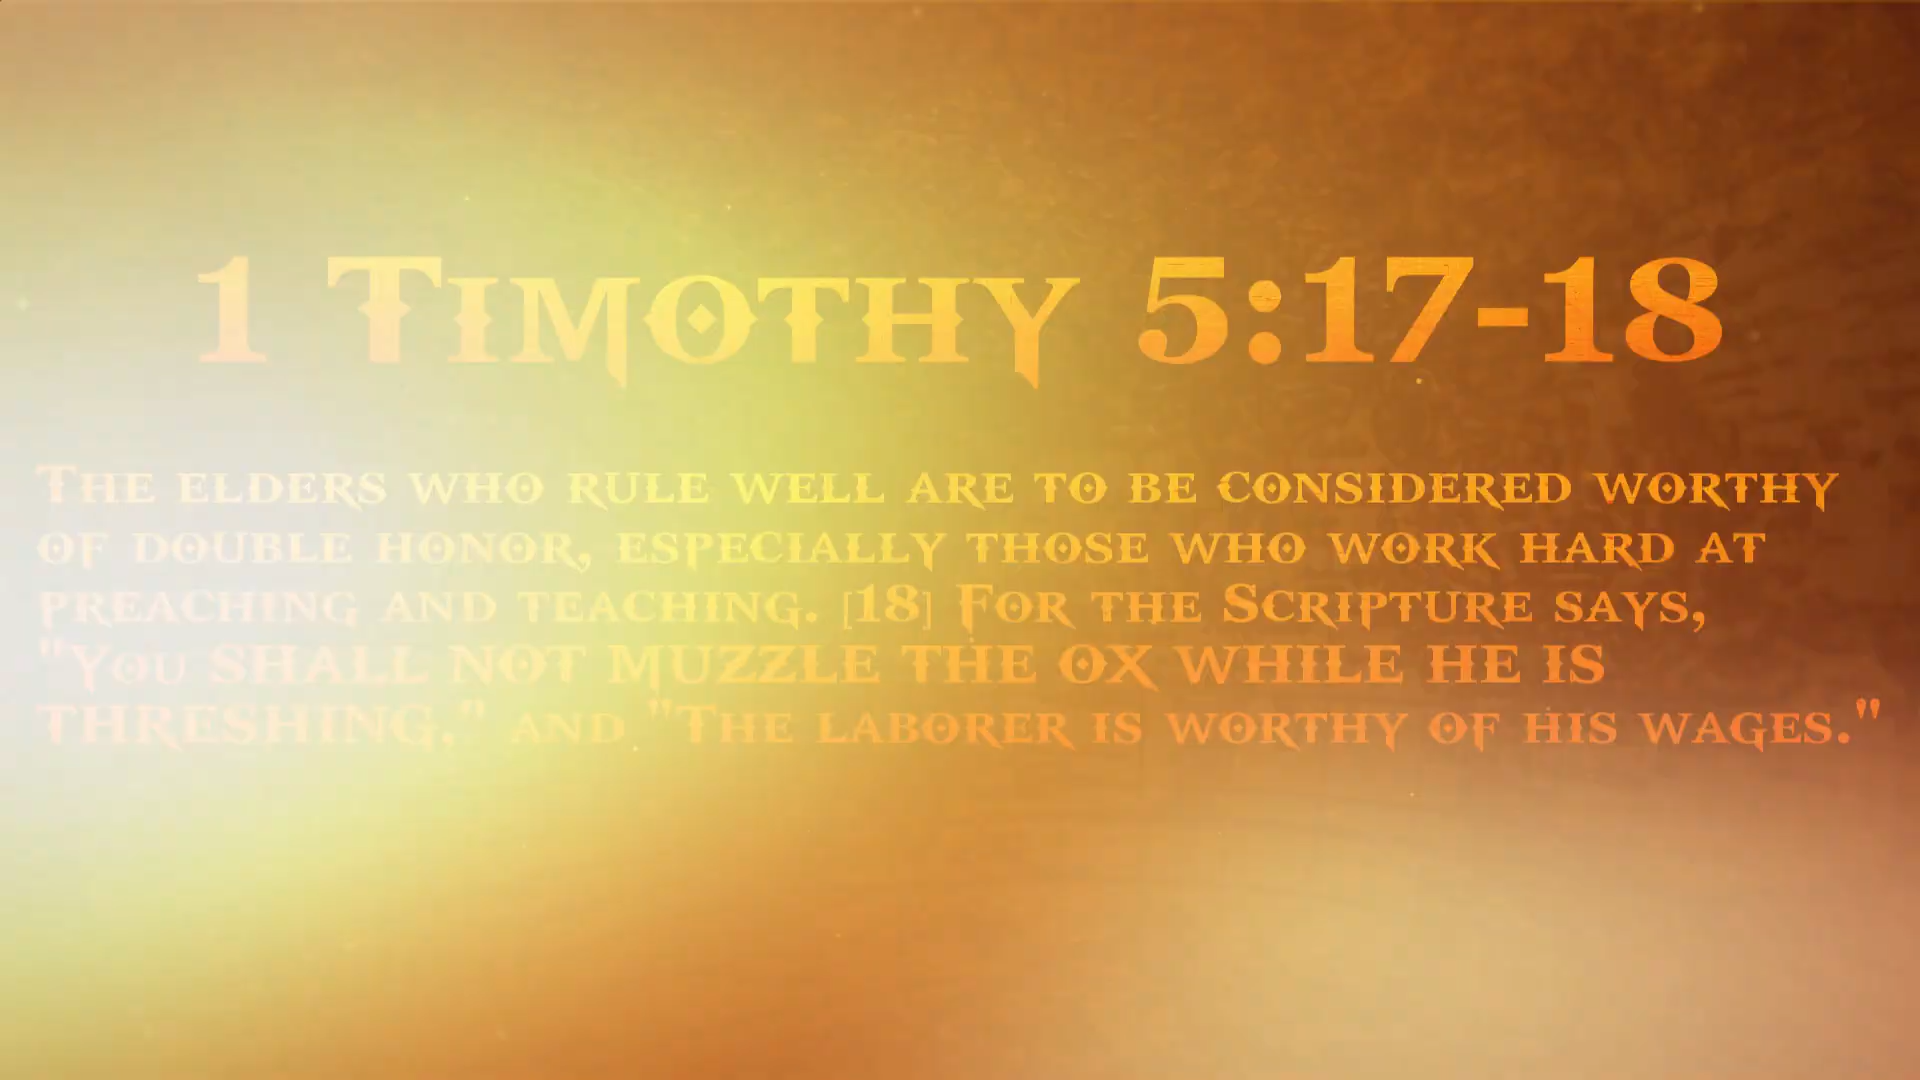 1 Timothy 5:17-18
The elders who rule well are to be considered worthy
of double honor, especially those who work hard at
preaching and teaching. [18] For the Scripture says,
"You SHALL NOT MUZZLE THE OX WHILE HE IS
THRESHING," and "The laborer is worthy of his wages."